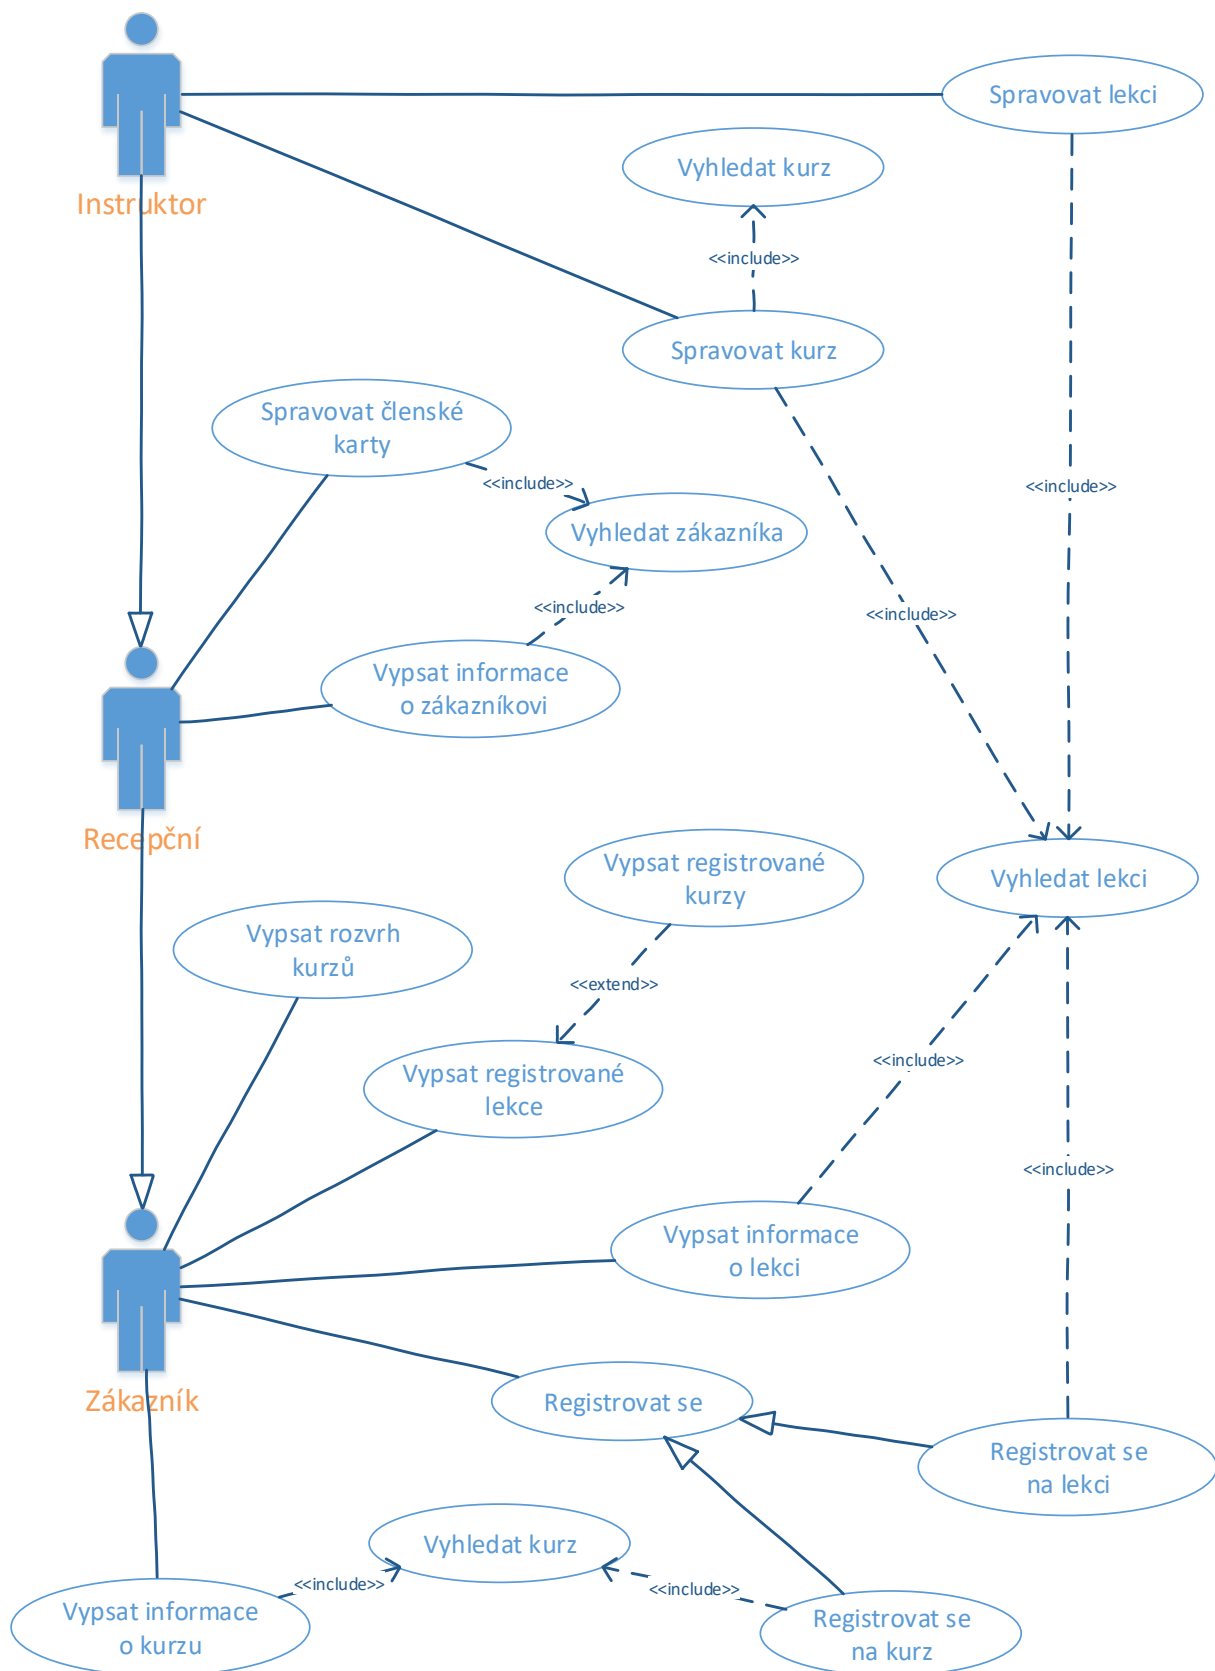 Spravovat lekci
Vyhledat kurz
Instruktor
<<include>>
Spravovat kurz
Spravovat členské
karty
<<include>>
<<include>>
Vyhledat zákazníka
<<include>>
<<include>>
Vypsat informace
o zákazníkovi
Recepční
Vypsat registrované
kurzy
Vyhledat lekci
Vypsat rozvrh
kurzů
<<extend>>
Vypsat registrované
lekce
<<include>>
<<include>>
Vypsat informace
o lekci
Zákazník
Registrovat se
Registrovat se
na lekci
Vyhledat kurz
<<include>>
<<include>>
Vypsat informace
o kurzu
Registrovat se
na kurz